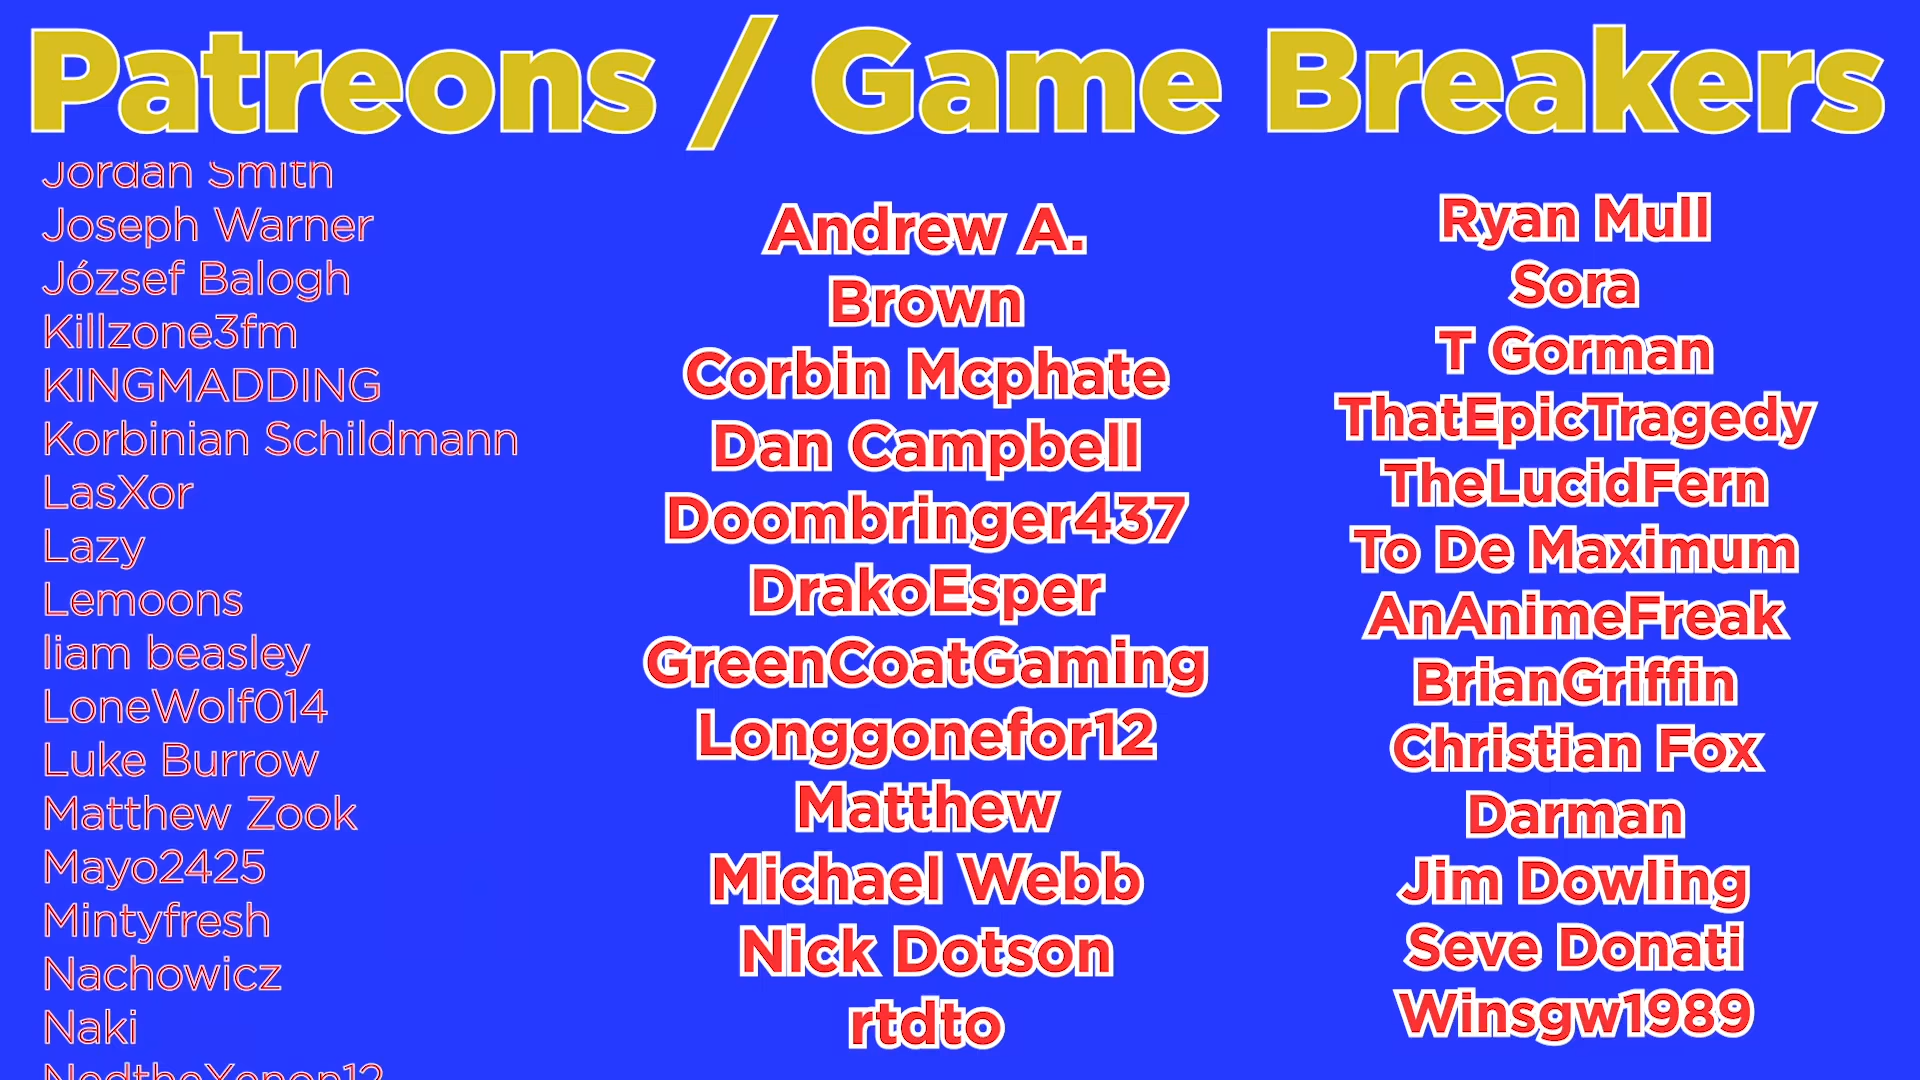 Patreons / Game Breakers
Jordan Smith
Joseph Warner
József Balogh
Killzone3fm
KINGMADDING
Korbinian Schildmann
LasXor
Lazy
Lemoons
liam beasley
LoneWolf014
Luke Burrow
Matthew Zook
Mayo2425
Mintyfresh
Nachowicz
Naki
NedtheXenon12
Andrew A.
Brown
Corbin Mcphate
Dan Campbell
Doombringer437
DrakoEsper
GreenCoatGaming
Longgonefor12
Matthew
Michael Webb
Nick Dotson
rtdto
Ryan Mull
Sora
T Gorman
ThatEpicTragedy
TheLucidFern
To De Maximum
AnAnimeFreak
BrianGriffin
Christian Fox
Darman
Jim Dowling
Seve Donati
Winsgw1989